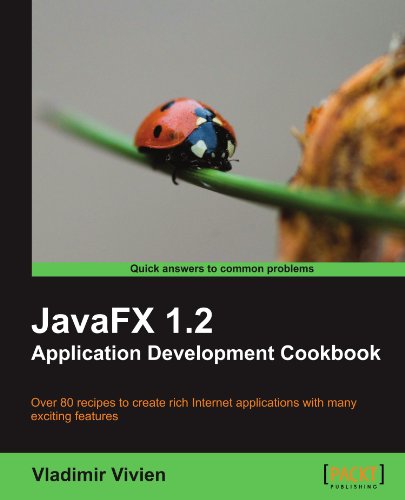 Quick answers to common problems
JavaFX 1.2
Application Development Cookbook
Over 80 recipes to create rich Internet applications with many
exciting features
Vladimir Vivien
[PACKT]
PUBLISHING